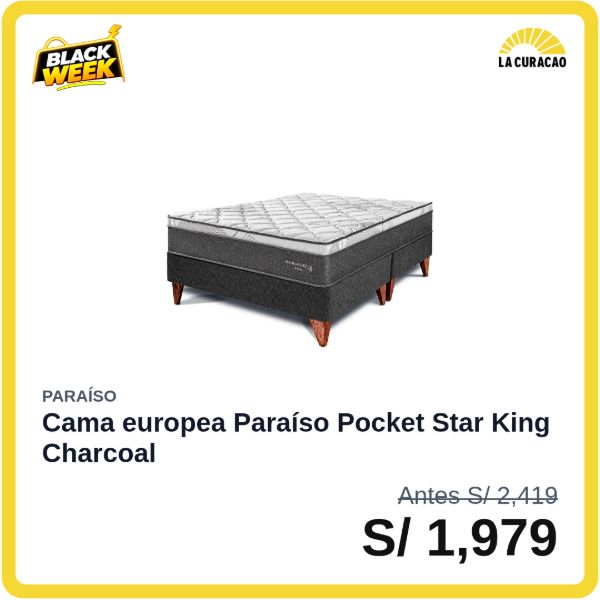 BLACK
WEEK
LA CURACAO
PARAÍSO
Cama europea Paraíso Pocket Star King
Charcoal
Antes S/ 2,419
S/ 1,979